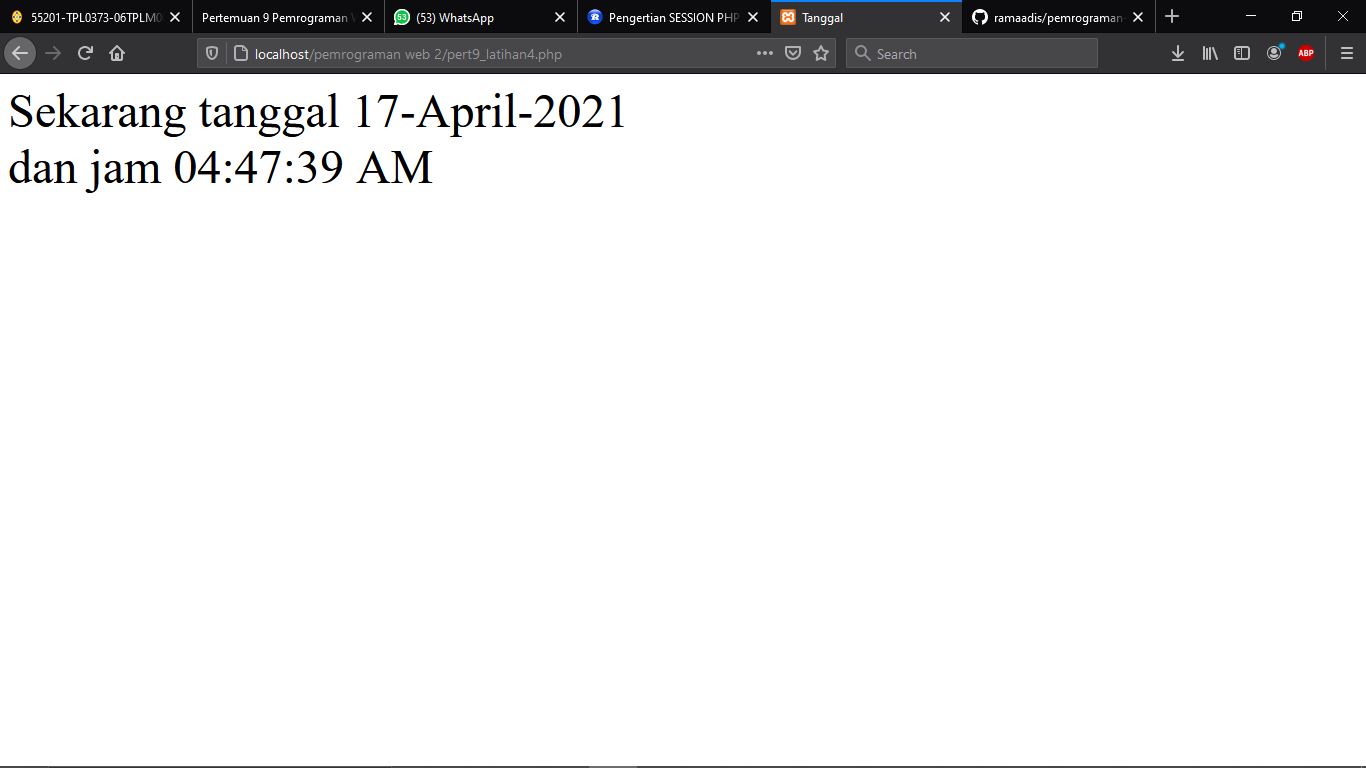 55201-TPL0373-06TPLM0
Pertemuan 9 Pemrograman
53 (53) WhatsApp
Pengertian SESSION PHP
Tanggal
ramaadis/pemrograman-
localhost/pemrograman web 2/pert9_latihan4.php
Search
ABP
Sekarang tanggal 17-April-2021
dan jam 04:47:39 AM